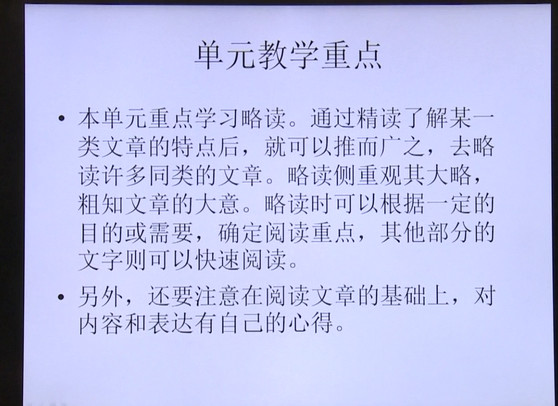 单元教学重点
• 本单元重点学习略读。通过精读了解某一
类文章的特点后，就可以推而广之，去略
读许多同类的文章。略读侧重观其大略，
粗知文章的大意。略读时可以根据一定的
目的或需要，确定阅读重点，其他部分的
文字则可以快速阅读。
• 另外，还要注意在阅读文章的基础上，对
内容和表达有自己的心得。